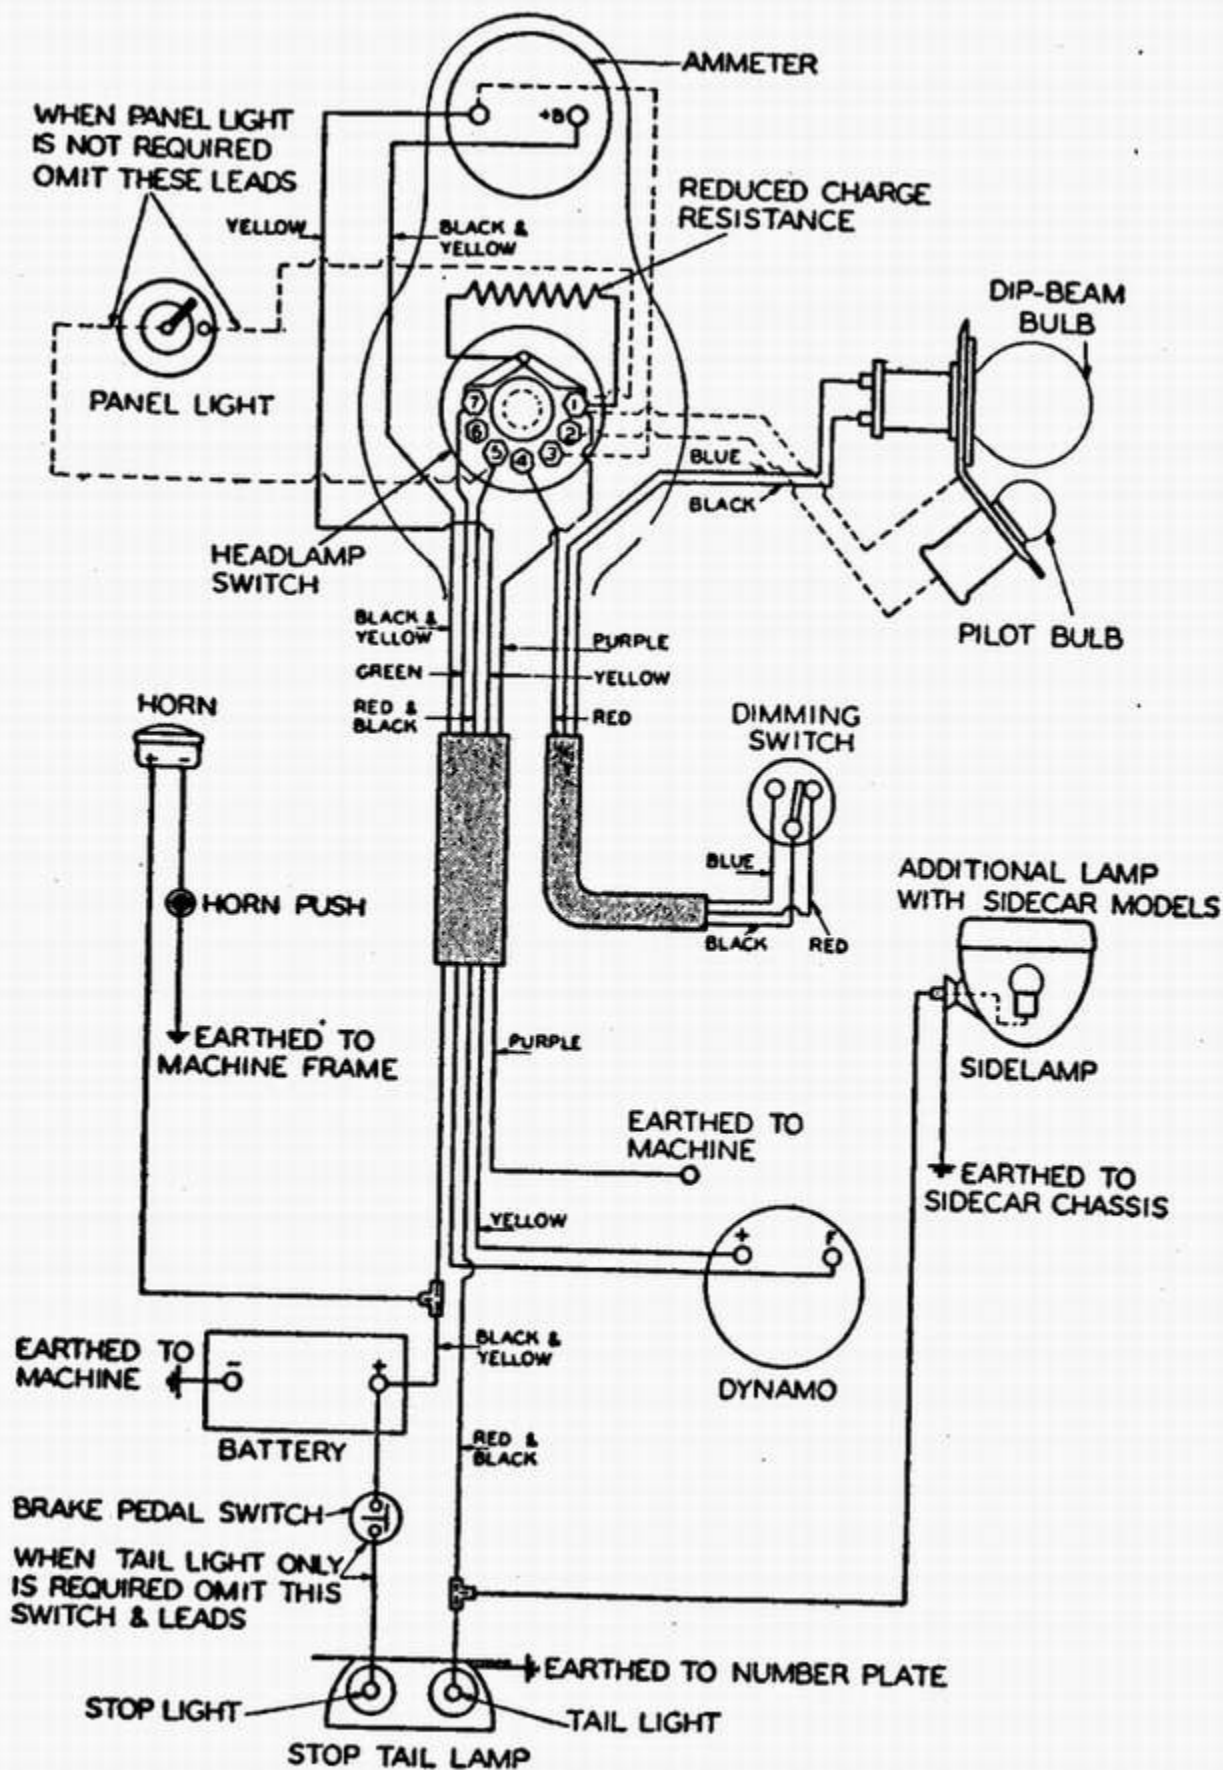 AMMETER
+B
WHEN PANEL LIGHT
IS NOT REQUIRED
OMIT THESE LEADS
REDUCED CHARGE
RESISTANCE
YELLOW
BLACK &
YELLOW
DIP-BEAM
BULB
PANEL LIGHT
7
1
6
2
5
4
3
BLUE
BLACK
HEADLAMP
SWITCH
BLACK &
YELLOW
PURPLE
PILOT BULB
GREEN
YELLOW
RED &
BLACK
RED
HORN
+ -
DIMMING
SWITCH
BLUE
BLACK
RED
ADDITIONAL LAMP
WITH SIDECAR MODELS
HORN PUSH
EARTHED TO
MACHINE FRAME
PURPLE
SIDELAMP
EARTHED TO
MACHINE
EARTHED TO
SIDECAR CHASSIS
YELLOW
+ F
DYNAMO
BLACK &
YELLOW
EARTHED TO
MACHINE
- +
BATTERY
RED &
BLACK
BRAKE PEDAL SWITCH
WHEN TAIL LIGHT ONLY
IS REQUIRED OMIT THIS
SWITCH & LEADS
EARTHED TO NUMBER PLATE
STOP LIGHT
TAIL LIGHT
STOP TAIL LAMP